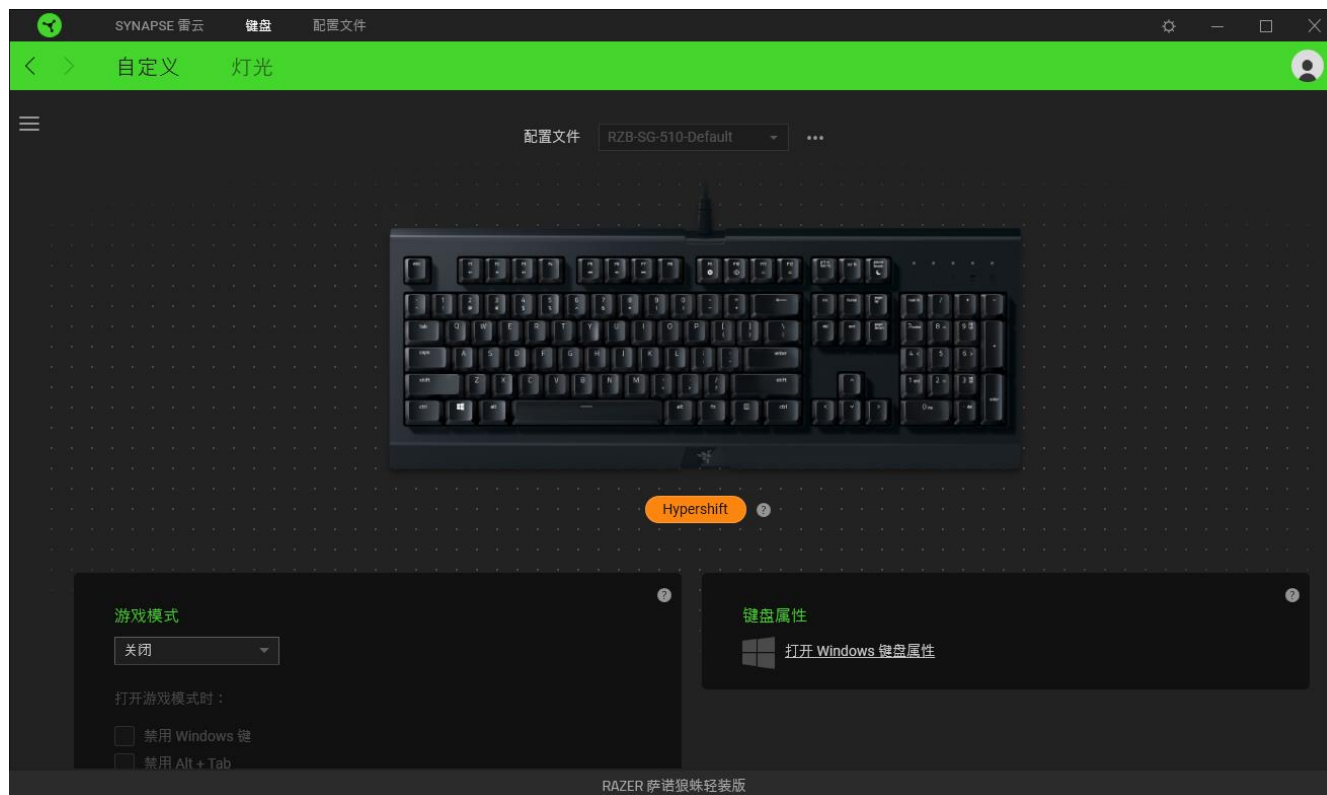 SYNAPSE 雷云 键盘 配置文件
自定义 灯光
配置文件 RZB-SG-510-Default
Q W E R T Y U I O P
A S D F G H J K L
Z X C V B N M
Hypershift
游戏模式
关闭
打开游戏模式时：
禁用 Windows 键
禁用 Alt + Tab
键盘属性
打开 Windows 键盘属性
RAZER 萨诺狼蛛轻装版